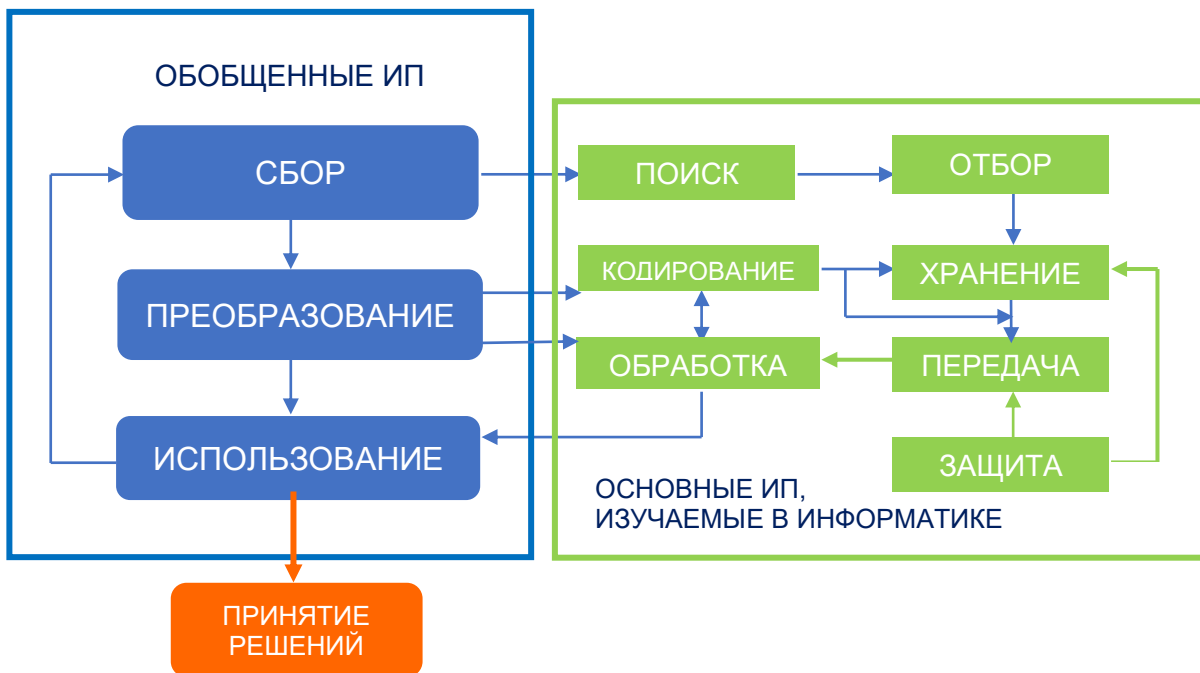 ОБОБЩЕННЫЕ ИП
СБОР
ПРЕОБРАЗОВАНИЕ
ИСПОЛЬЗОВАНИЕ
ПРИНЯТИЕ
РЕШЕНИЙ
ПОИСК
ОТБОР
КОДИРОВАНИЕ
ХРАНЕНИЕ
ОБРАБОТКА
ПЕРЕДАЧА
ЗАЩИТА
ОСНОВНЫЕ ИП,
ИЗУЧАЕМЫЕ В ИНФОРМАТИКЕ